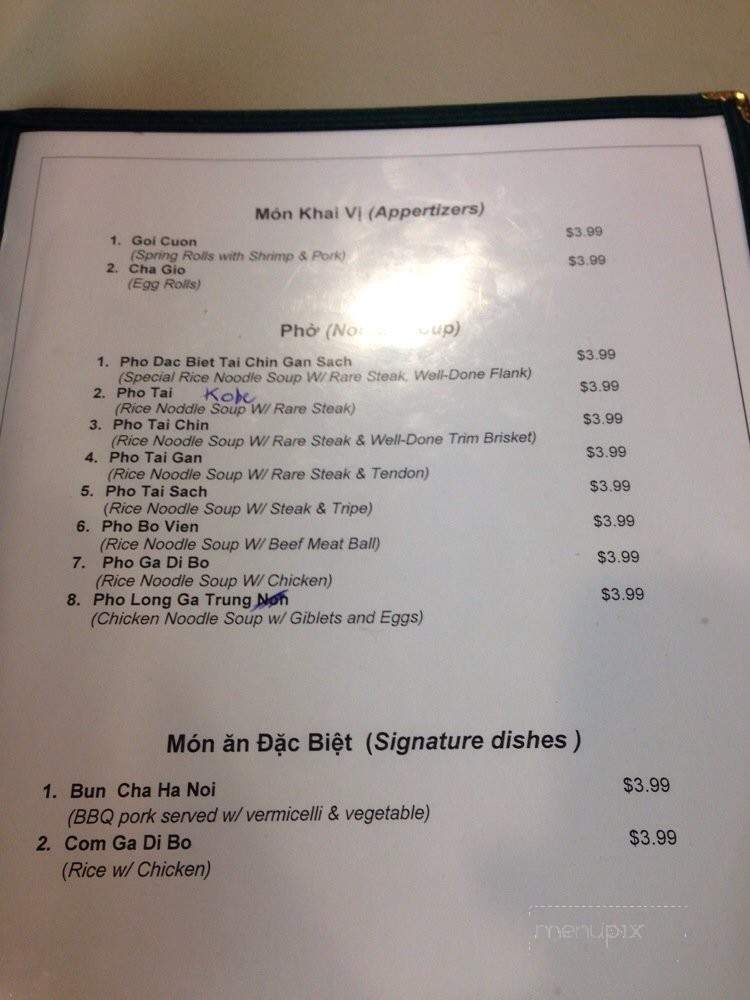 Món Khai Vị (Appertizers)
1. Goi Cuon $3.99
(Spring Rolls with Shrimp & Pork)
2. Cha Gio $3.99
(Egg Rolls)
Phở
1. Pho Dac Biet Tai Chin Gan Sach $3.99
(Special Rice Noodle Soup W/ Rare Steak, Well-Done Flank)
2. Pho Tai Kobe $3.99
(Rice Noddle Soup W/ Rare Steak)
3. Pho Tai Chin $3.99
(Rice Noodle Soup W/ Rare Steak & Well-Done Trim Brisket)
4. Pho Tai Gan $3.99
(Rice Noodle Soup W/ Rare Steak & Tendon)
5. Pho Tai Sach $3.99
(Rice Noodle Soup W/ Steak & Tripe)
6. Pho Bo Vien $3.99
(Rice Noodle Soup W/ Beef Meat Ball)
7. Pho Ga Di Bo $3.99
(Rice Noodle Soup W/ Chicken)
8. Pho Long Ga Trung Non $3.99
(Chicken Noodle Soup w/ Giblets and Eggs)
Món ăn Đặc Biệt (Signature dishes )
1. Bun Cha Ha Noi $3.99
(BBQ pork served w/ vermicelli & vegetable)
2. Com Ga Di Bo $3.99
(Rice w/ Chicken)
menupix